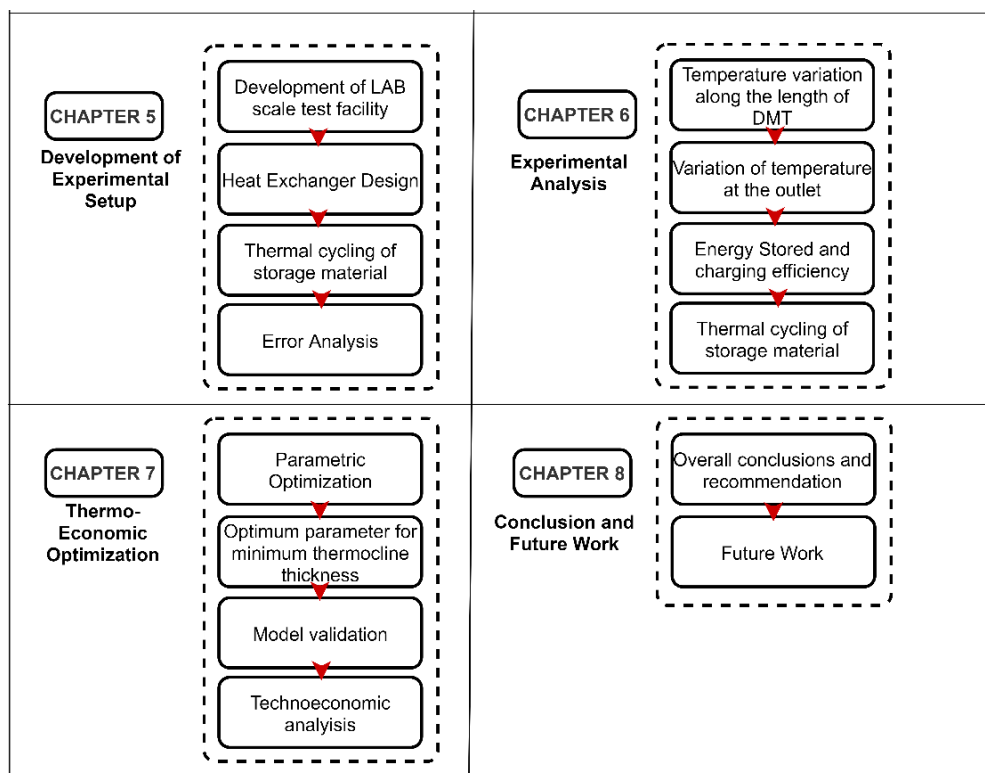 CHAPTER 5
Development of
Experimental
Setup
Development of LAB
scale test facility
Heat Exchanger Design
Thermal cycling of
storage material
Error Analysis
CHAPTER 6
Experimental
Analysis
Temperature variation
along the length of
DMT
Variation of temperature
at the outlet
Energy Stored and
charging efficiency
Thermal cycling of
storage material
CHAPTER 7
Thermo-
Economic
Optimization
Parametric
Optimization
Optimum parameter for
minimum thermocline
thickness
Model validation
Technoeconomic
analyisis
CHAPTER 8
Conclusion and
Future Work
Overall conclusions and
recommendation
Future Work